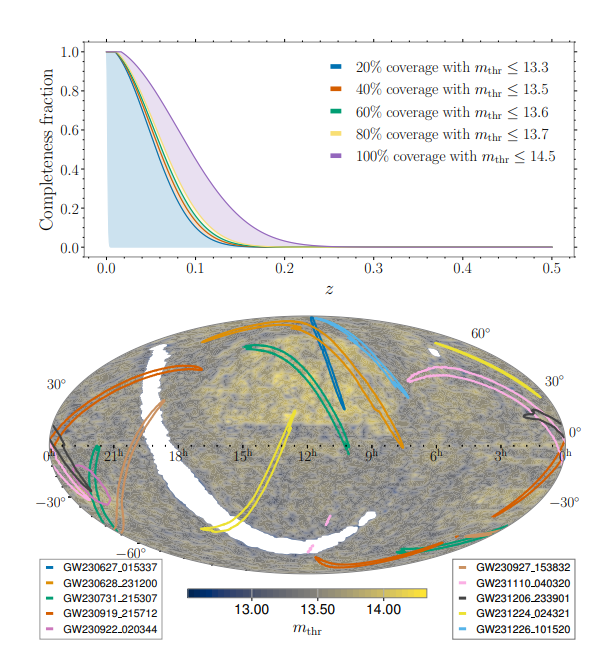 Completeness fraction
1.0
0.8
0.6
0.4
0.2
0.0
20% coverage with m_thr ≤ 13.3
40% coverage with m_thr ≤ 13.5
60% coverage with m_thr ≤ 13.6
80% coverage with m_thr ≤ 13.7
100% coverage with m_thr ≤ 14.5
0.0 0.1 0.2 0.3 0.4 0.5
z
60°
30° 30°
0°
0h 21h 18h 15h 12h 9h 6h 3h 0h
−30° −30°
−60°
GW230627_015337
GW230628_231200
GW230731_215307
GW230919_215712
GW230922_020344
13.00 13.50 14.00
m_thr
GW230927_153832
GW231110_040320
GW231206_233901
GW231224_024321
GW231226_101520